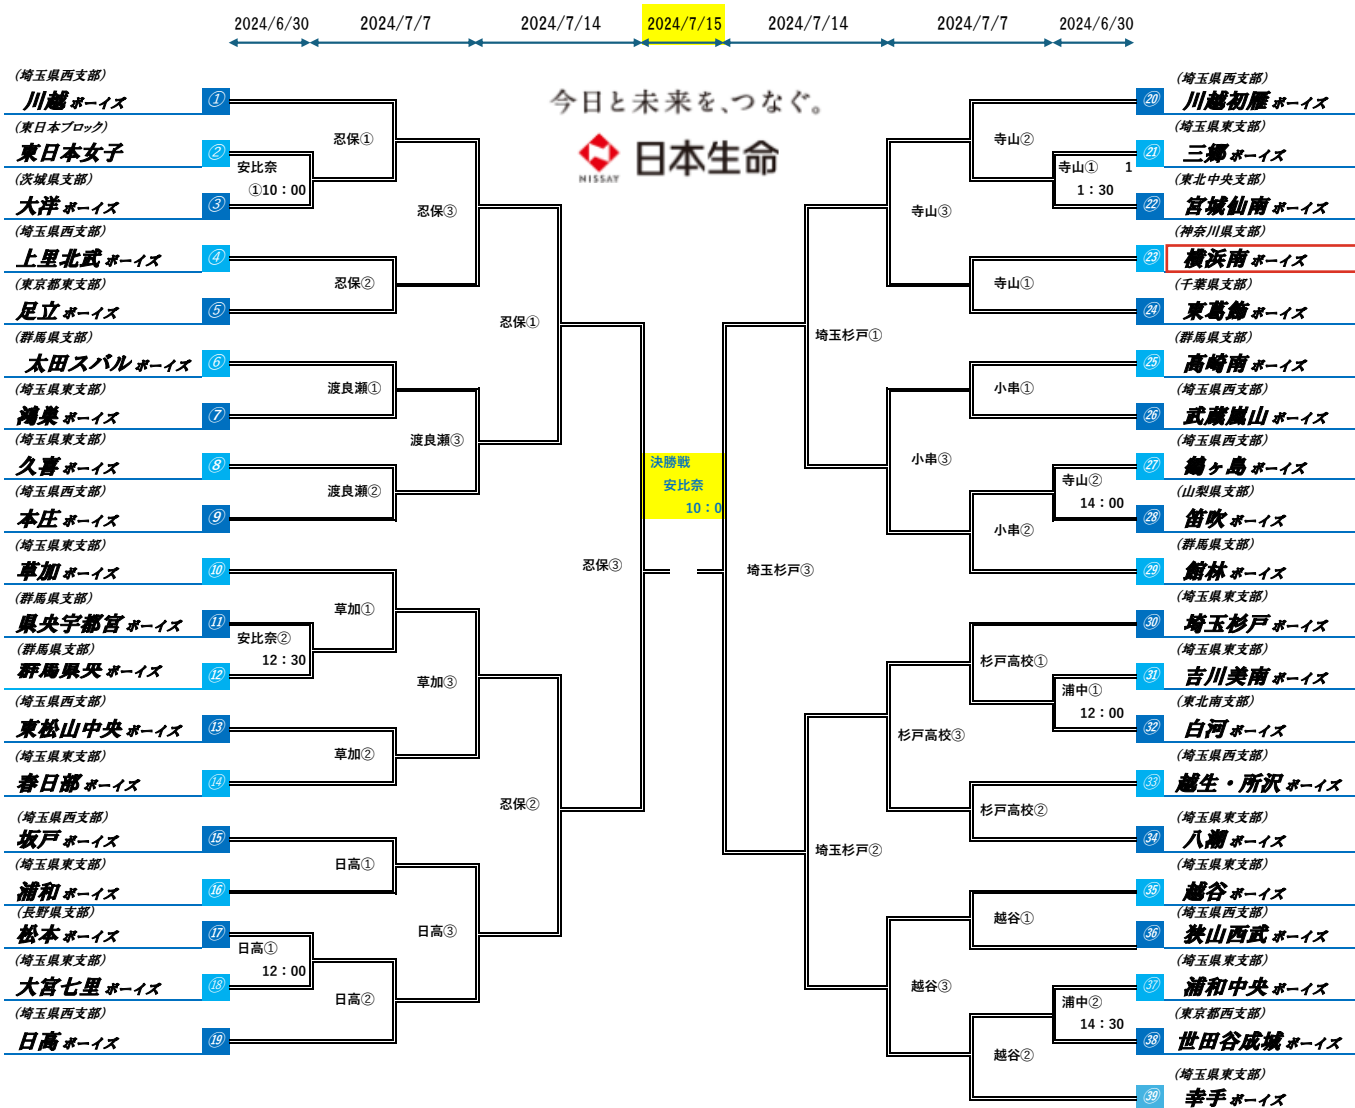 2024/6/30 2024/7/7 2024/7/14 2024/7/15 2024/7/14 2024/7/7 2024/6/30
今日と未来を、つなぐ。
NISSAY 日本生命
(埼玉県西支部)
川越 ボーイズ ①
(東日本ブロック)
東日本女子 ②
(茨城県支部)
大洋 ボーイズ ③
(埼玉県西支部)
上里北武 ボーイズ ④
(東京都東支部)
足立 ボーイズ ⑤
(群馬県支部)
太田スバル ボーイズ ⑥
(埼玉県東支部)
鴻巣 ボーイズ ⑦
(埼玉県東支部)
久喜 ボーイズ ⑧
(埼玉県西支部)
本庄 ボーイズ ⑨
(埼玉県東支部)
草加 ボーイズ ⑩
(群馬県支部)
県央宇都宮 ボーイズ ⑪
(群馬県支部)
群馬県央 ボーイズ ⑫
(埼玉県西支部)
東松山中央 ボーイズ ⑬
(埼玉県東支部)
春日部 ボーイズ ⑭
(埼玉県西支部)
坂戸 ボーイズ ⑮
(埼玉県東支部)
浦和 ボーイズ ⑯
(長野県支部)
松本 ボーイズ ⑰
(埼玉県東支部)
大宮七里 ボーイズ ⑱
(埼玉県西支部)
日高 ボーイズ ⑲
安比奈
①10：00
安比奈②
12：30
日高①
12：00
忍保①
忍保②
渡良瀬①
渡良瀬②
草加①
草加②
日高①
日高②
忍保③
渡良瀬③
草加③
日高③
忍保①
忍保②
忍保③
決勝戦
安比奈
10：0
埼玉杉戸③
埼玉杉戸①
埼玉杉戸②
寺山③
小串③
杉戸高校③
越谷③
寺山②
寺山①
小串①
小串②
杉戸高校①
杉戸高校②
越谷①
越谷②
寺山① 1
1：30
寺山②
14：00
浦中①
12：00
浦中②
14：30
(埼玉県西支部)
⑳ 川越初雁 ボーイズ
(埼玉県東支部)
㉑ 三郷 ボーイズ
(東北中央支部)
㉒ 宮城仙南 ボーイズ
(神奈川県支部)
㉓ 横浜南 ボーイズ
(千葉県支部)
㉔ 東葛飾 ボーイズ
(群馬県支部)
㉕ 高崎南 ボーイズ
(埼玉県西支部)
㉖ 武蔵嵐山 ボーイズ
(埼玉県西支部)
㉗ 鶴ヶ島 ボーイズ
(山梨県支部)
㉘ 笛吹 ボーイズ
(群馬県支部)
㉙ 館林 ボーイズ
(埼玉県東支部)
㉚ 埼玉杉戸 ボーイズ
(埼玉県東支部)
㉛ 吉川美南 ボーイズ
(東北南支部)
㉜ 白河 ボーイズ
(埼玉県西支部)
㉝ 越生・所沢 ボーイズ
(埼玉県東支部)
㉞ 八潮 ボーイズ
(埼玉県東支部)
㉟ 越谷 ボーイズ
(埼玉県西支部)
㊱ 狭山西武 ボーイズ
(埼玉県東支部)
㊲ 浦和中央 ボーイズ
(東京都西支部)
㊳ 世田谷成城 ボーイズ
(埼玉県東支部)
㊴ 幸手 ボーイズ